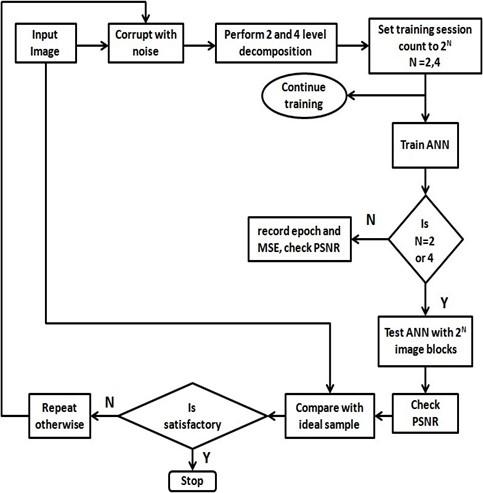 Input
Image
Corrupt with
noise
Perform 2 and 4 level
decomposition
Set training session
count to 2ᴺ
N =2,4
Continue
training
Train ANN
Is
N=2
or 4
N
record epoch and
MSE, check PSNR
Y
Test ANN with 2ᴺ
image blocks
Check
PSNR
Compare with
ideal sample
Is
satisfactory
N
Repeat
otherwise
Y
Stop